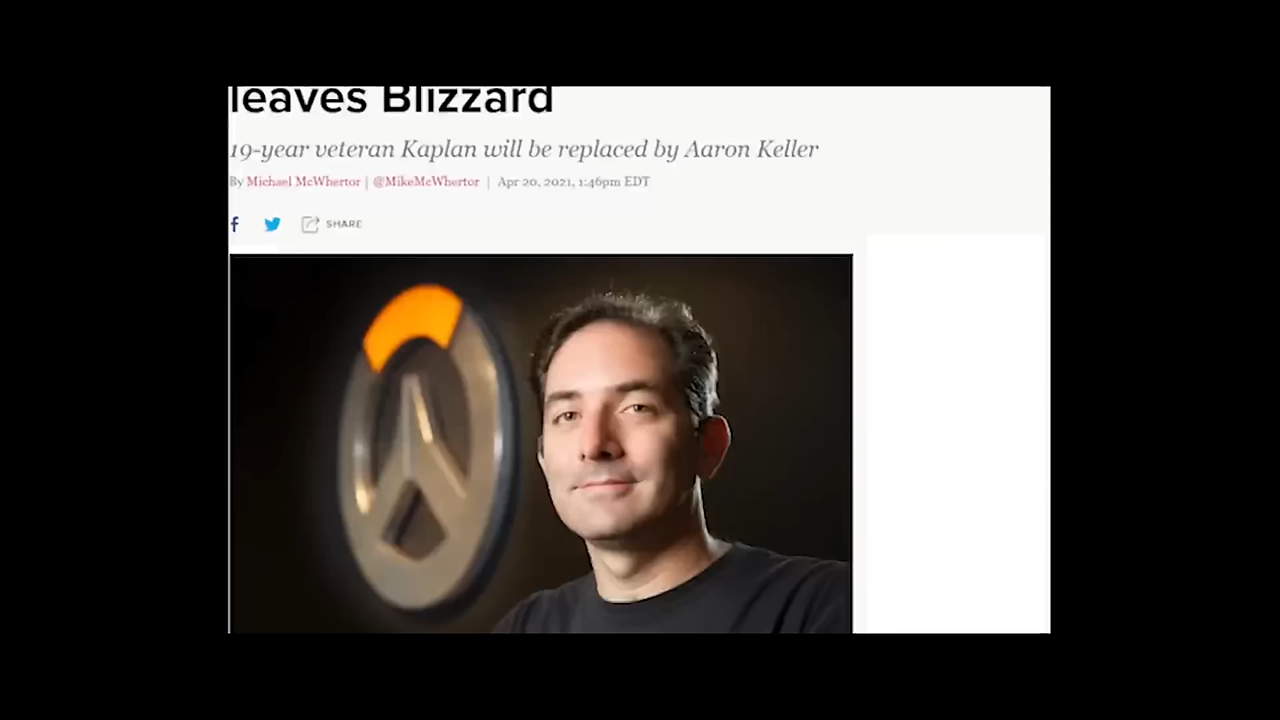 leaves Blizzard
19-year veteran Kaplan will be replaced by Aaron Keller
By Michael McWhertor | @MikeMcWhertor | Apr 20, 2021, 1:46pm EDT
SHARE